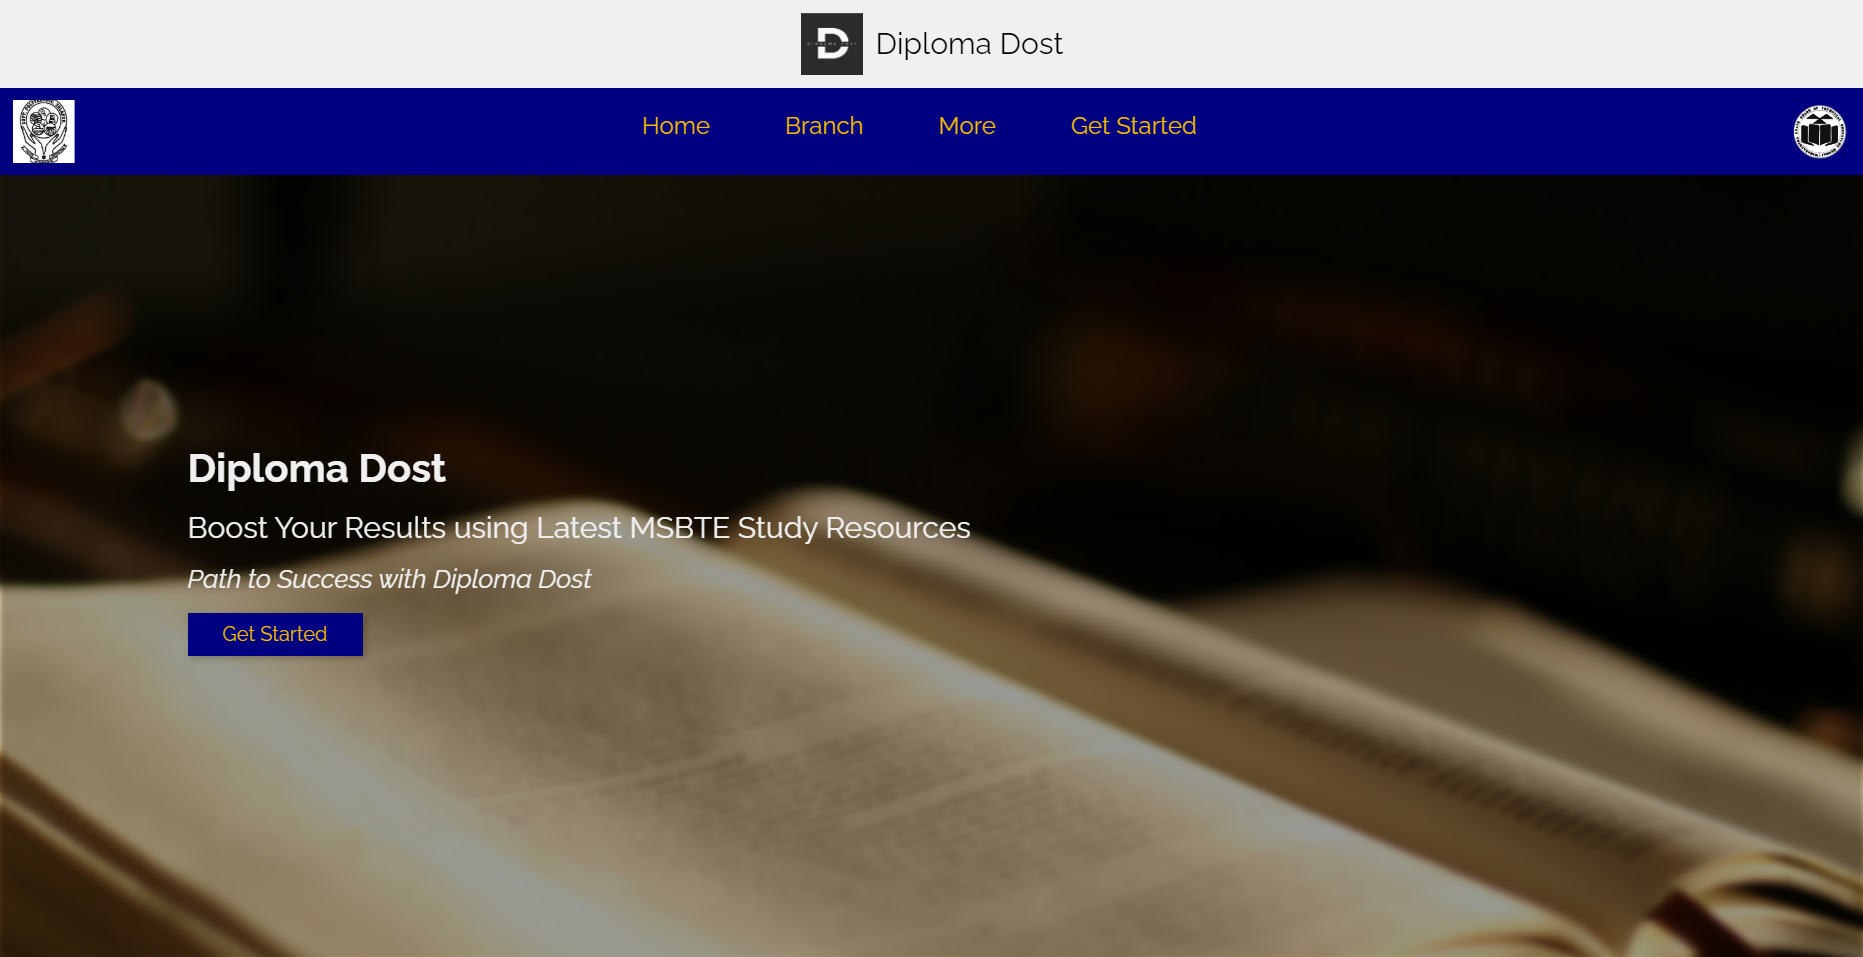 Diploma Dost
Home
Branch
More
Get Started
Diploma Dost
Boost Your Results using Latest MSBTE Study Resources
Path to Success with Diploma Dost
Get Started